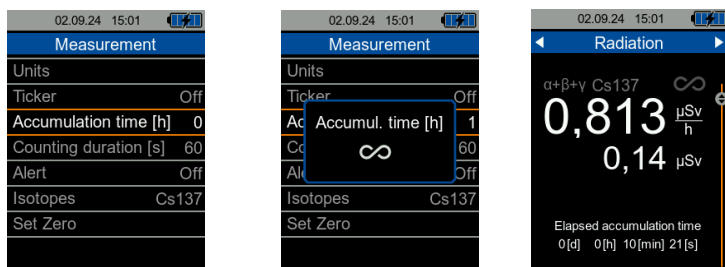 02.09.24 15:01
Measurement
Units
Ticker Off
Accumulation time [h] 0
Counting duration [s] 60
Alert Off
Isotopes Cs137
Set Zero
02.09.24 15:01
Measurement
Units
Ticker Off
Ac 1
Accumul. time [h]
∞
Co 60
Ale Off
Isotopes Cs137
Set Zero
02.09.24 15:01
Radiation
α+β+γ Cs137 ∞
0,813 µSv/h
0,14 µSv
Elapsed accumulation time
0[d] 0[h] 10[min] 21[s]